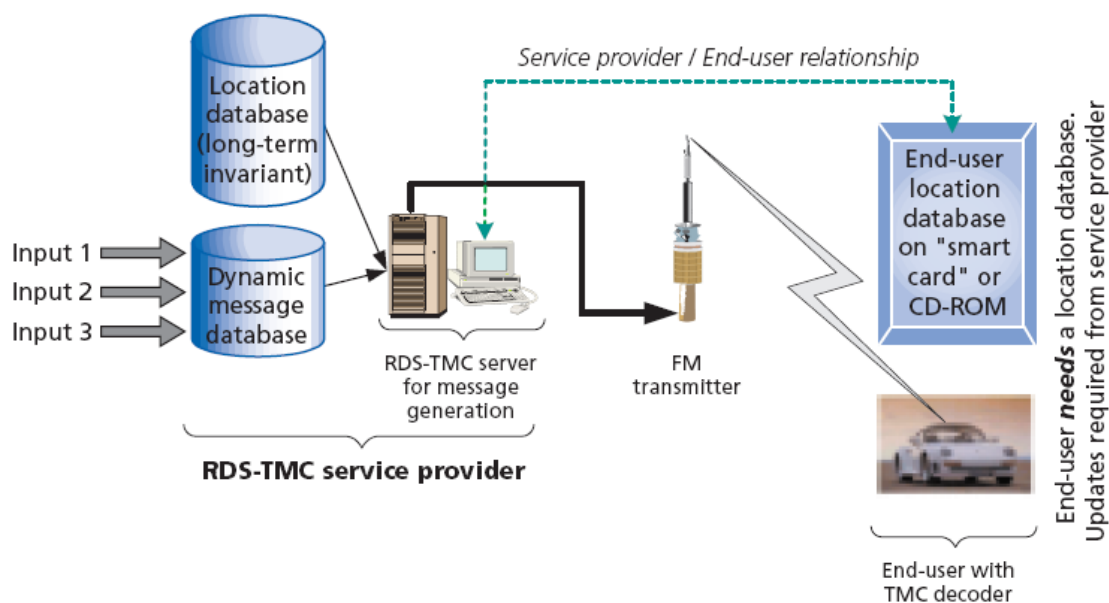 Service provider / End-user relationship
Location
database
(long-term
invariant)
Input 1
Input 2
Input 3
Dynamic
message
database
RDS-TMC server
for message
generation
RDS-TMC service provider
FM
transmitter
End-user
location
database
on "smart
card" or
CD-ROM
End-user needs a location database.
Updates required from service provider
End-user with
TMC decoder